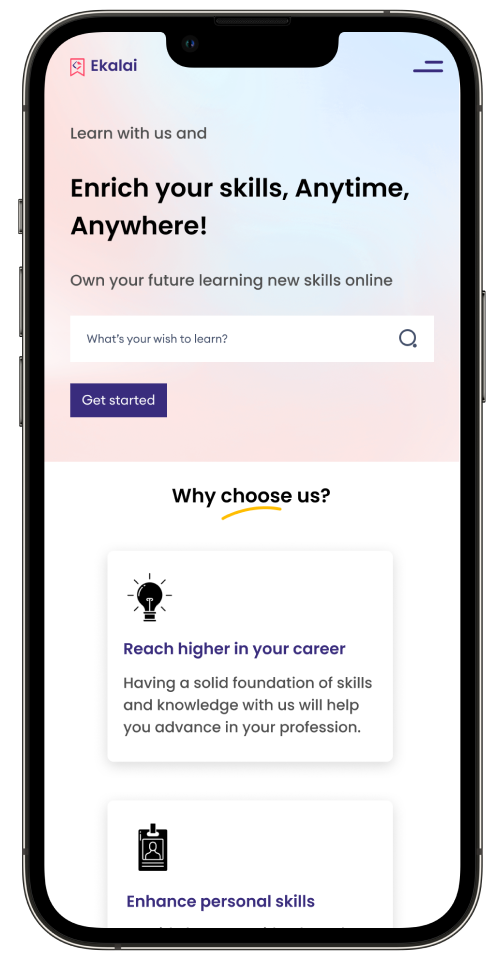 Ekalai
Learn with us and
Enrich your skills, Anytime,
Anywhere!
Own your future learning new skills online
What's your wish to learn?
Get started
Why choose us?
Reach higher in your career
Having a solid foundation of skills
and knowledge with us will help
you advance in your profession.
Enhance personal skills